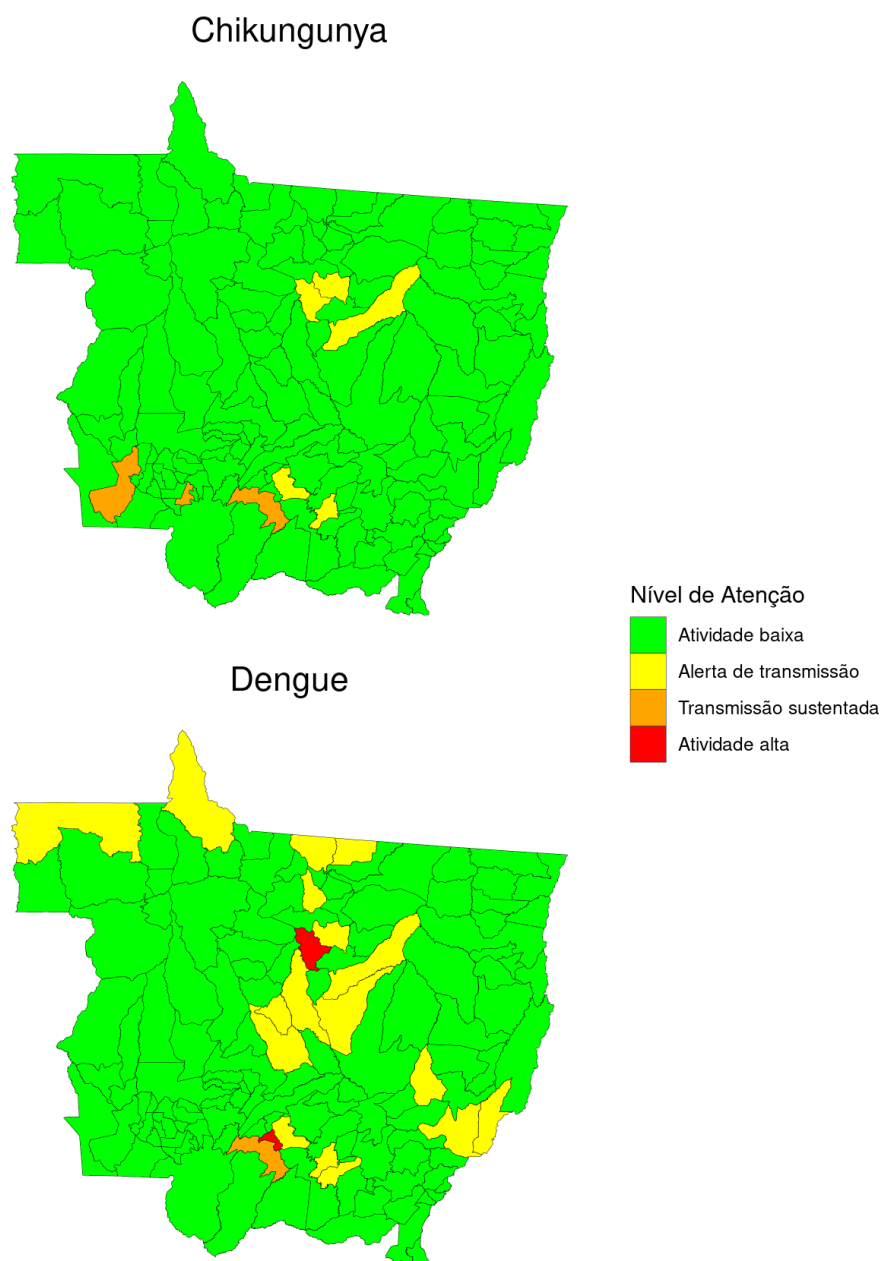 Chikungunya
Nível de Atenção
Atividade baixa
Alerta de transmissão
Transmissão sustentada
Atividade alta
Dengue